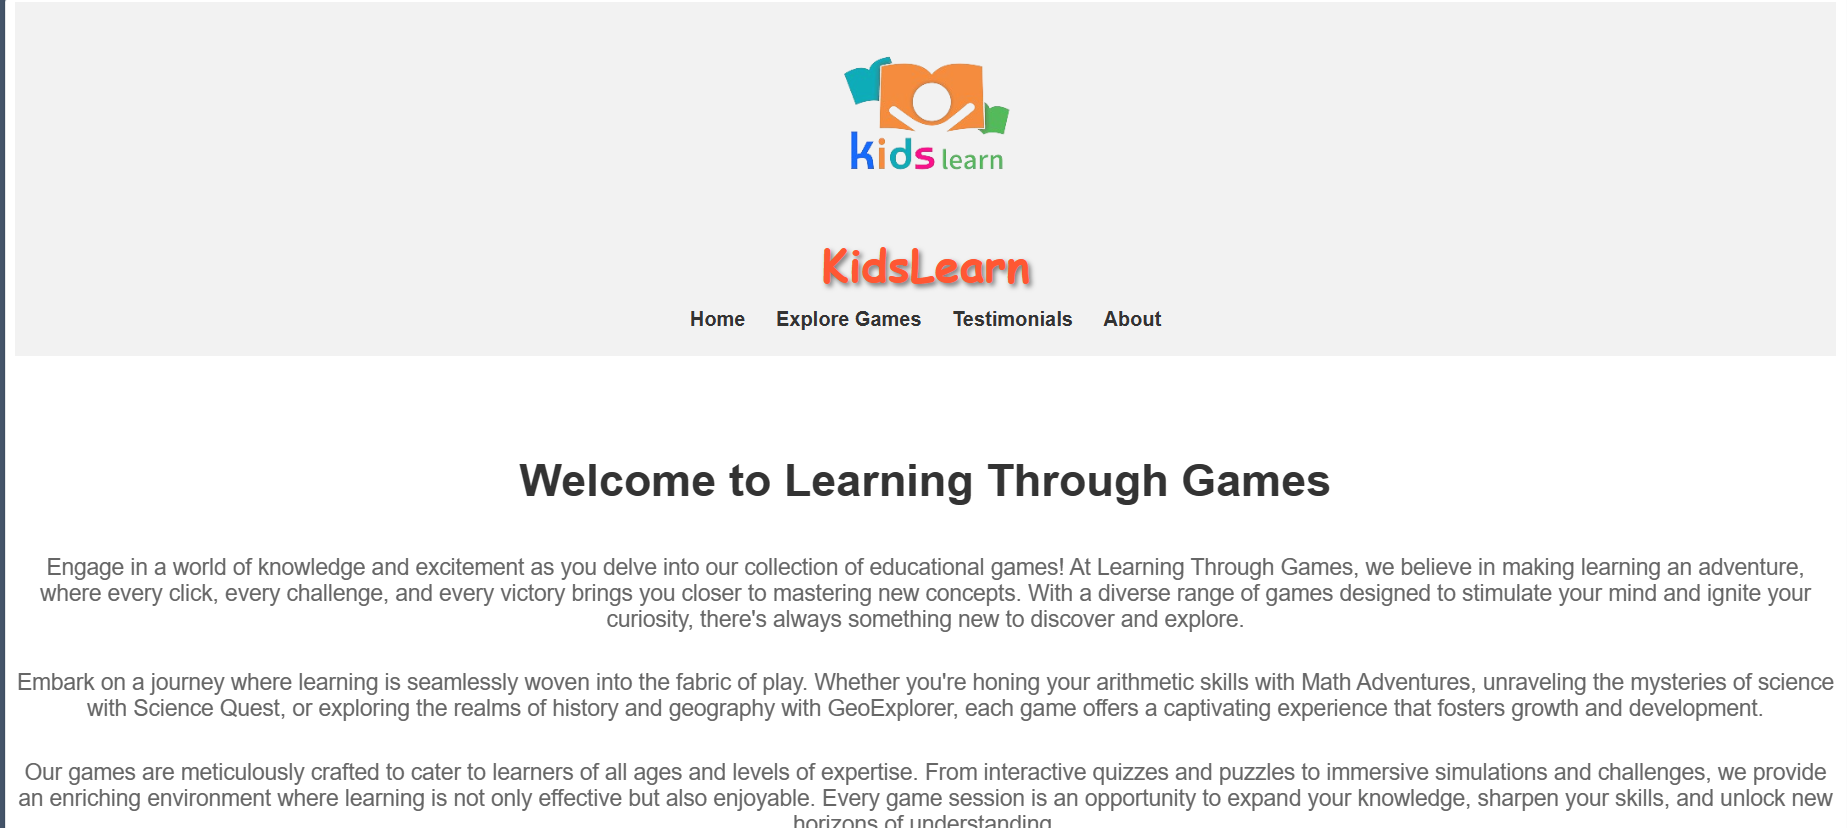 kids learn
KidsLearn
Home Explore Games Testimonials About
Welcome to Learning Through Games
Engage in a world of knowledge and excitement as you delve into our collection of educational games! At Learning Through Games, we believe in making learning an adventure,
where every click, every challenge, and every victory brings you closer to mastering new concepts. With a diverse range of games designed to stimulate your mind and ignite your
curiosity, there's always something new to discover and explore.
Embark on a journey where learning is seamlessly woven into the fabric of play. Whether you're honing your arithmetic skills with Math Adventures, unraveling the mysteries of science
with Science Quest, or exploring the realms of history and geography with GeoExplorer, each game offers a captivating experience that fosters growth and development.
Our games are meticulously crafted to cater to learners of all ages and levels of expertise. From interactive quizzes and puzzles to immersive simulations and challenges, we provide
an enriching environment where learning is not only effective but also enjoyable. Every game session is an opportunity to expand your knowledge, sharpen your skills, and unlock new
horizons of understanding.